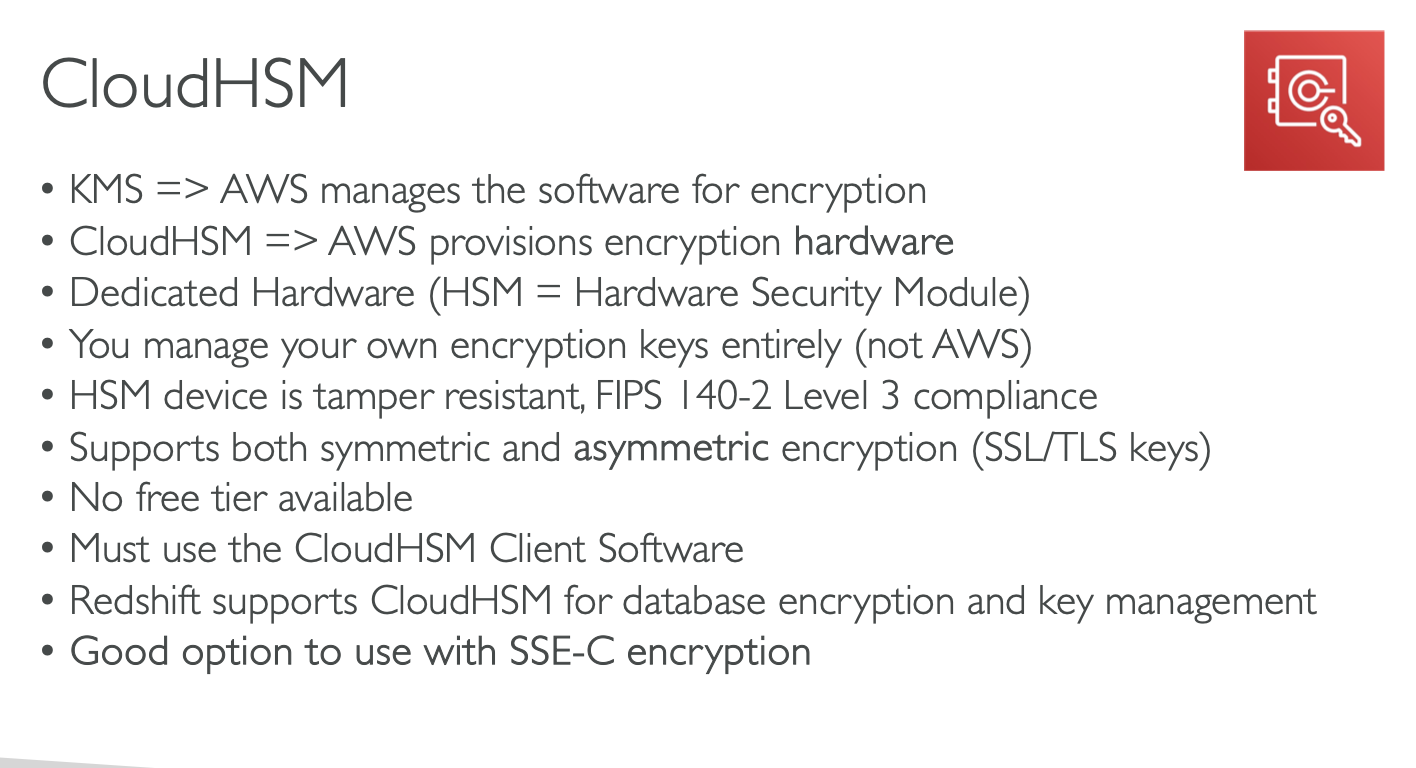 CloudHSM
• KMS => AWS manages the software for encryption
• CloudHSM => AWS provisions encryption hardware
• Dedicated Hardware (HSM = Hardware Security Module)
• You manage your own encryption keys entirely (not AWS)
• HSM device is tamper resistant, FIPS 140-2 Level 3 compliance
• Supports both symmetric and asymmetric encryption (SSL/TLS keys)
• No free tier available
• Must use the CloudHSM Client Software
• Redshift supports CloudHSM for database encryption and key management
• Good option to use with SSE-C encryption